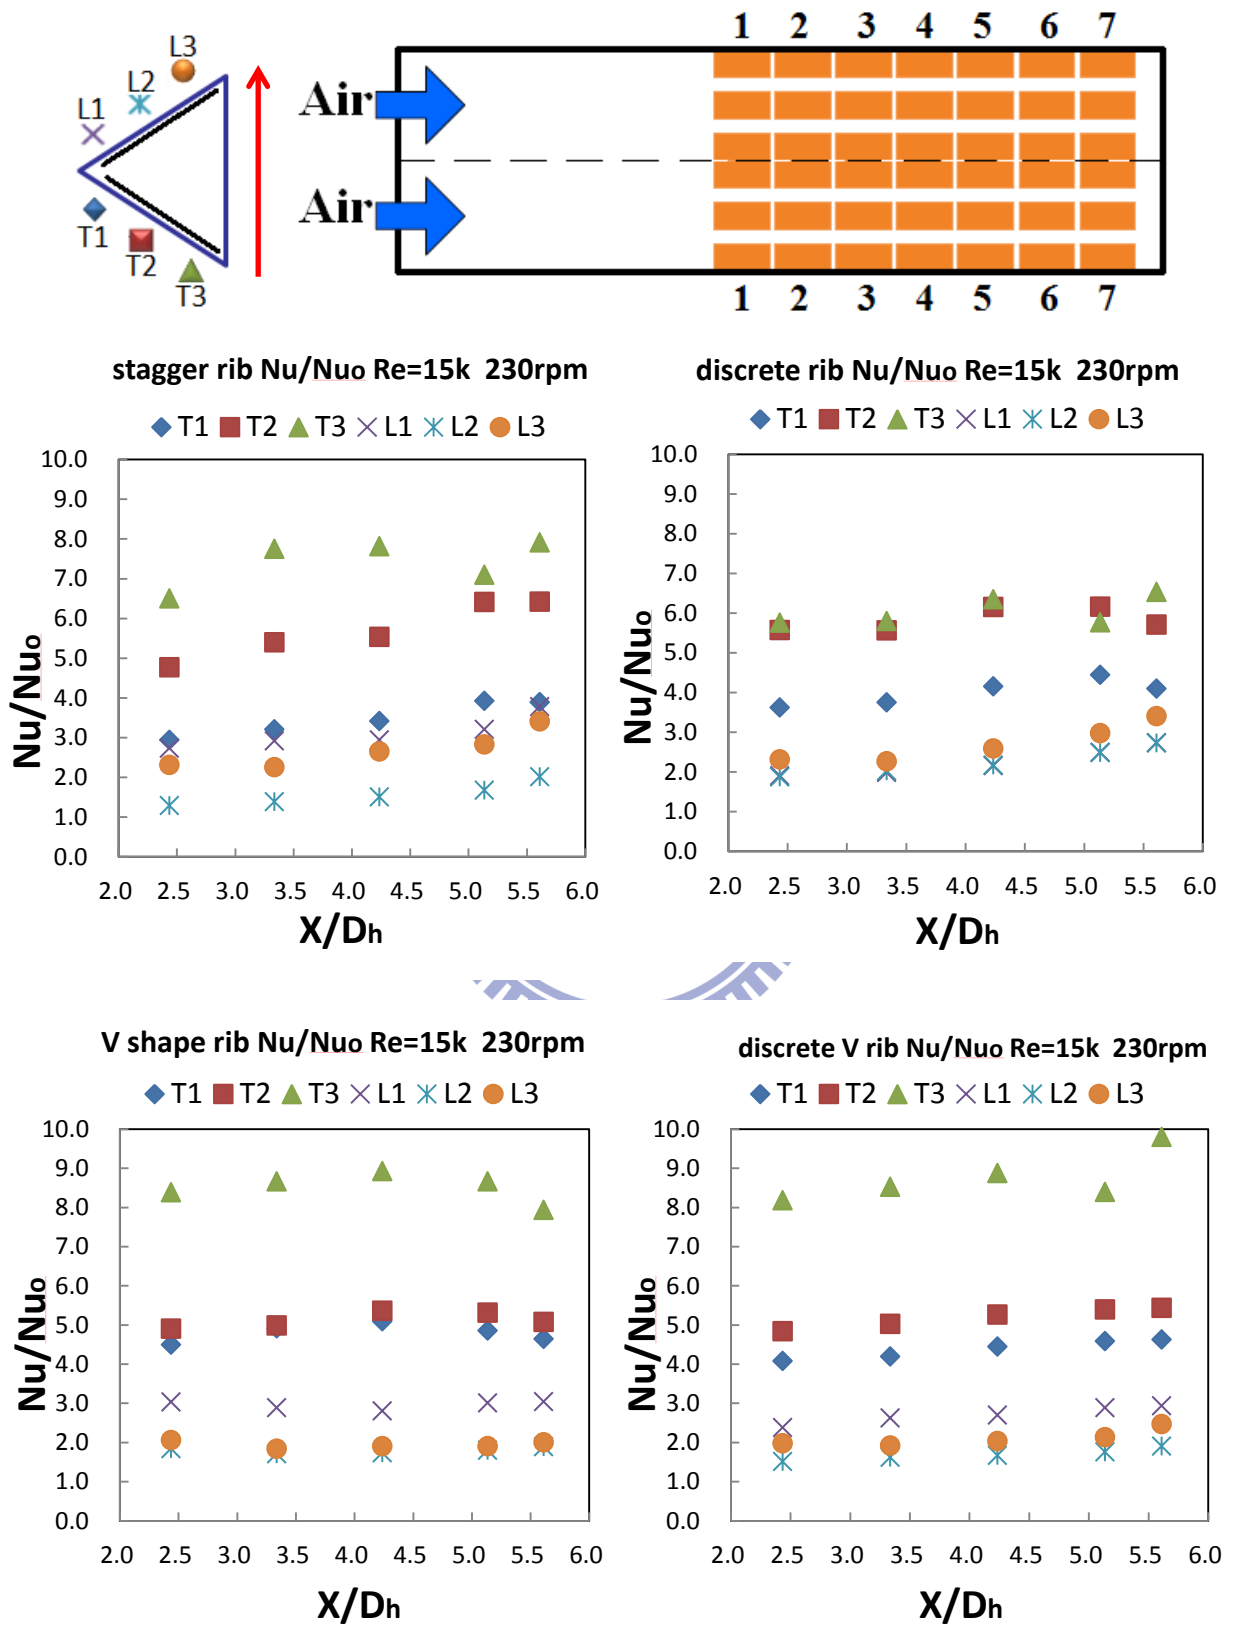 1 2 3 4 5 6 7
L3
L2
L1
Air
Air
T1
T2
T3
1 2 3 4 5 6 7
stagger rib Nu/Nuo Re=15k 230rpm
T1 T2 T3 L1 L2 L3
10.0
9.0
8.0
7.0
6.0
5.0
4.0
3.0
2.0
1.0
0.0
Nu/Nuo
2.0 2.5 3.0 3.5 4.0 4.5 5.0 5.5 6.0
X/Dh
discrete rib Nu/Nuo Re=15k 230rpm
T1 T2 T3 L1 L2 L3
10.0
9.0
8.0
7.0
6.0
5.0
4.0
3.0
2.0
1.0
0.0
Nu/Nuo
2.0 2.5 3.0 3.5 4.0 4.5 5.0 5.5 6.0
X/Dh
V shape rib Nu/Nuo Re=15k 230rpm
T1 T2 T3 L1 L2 L3
10.0
9.0
8.0
7.0
6.0
5.0
4.0
3.0
2.0
1.0
0.0
Nu/Nuo
2.0 2.5 3.0 3.5 4.0 4.5 5.0 5.5 6.0
X/Dh
discrete V rib Nu/Nuo Re=15k 230rpm
T1 T2 T3 L1 L2 L3
10.0
9.0
8.0
7.0
6.0
5.0
4.0
3.0
2.0
1.0
0.0
Nu/Nuo
2.0 2.5 3.0 3.5 4.0 4.5 5.0 5.5 6.0
X/Dh